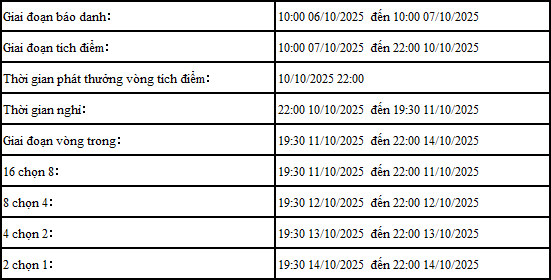 Giai đoạn báo danh: 10:00 06/10/2025 đến 10:00 07/10/2025
Giai đoạn tích điểm: 10:00 07/10/2025 đến 22:00 10/10/2025
Thời gian phát thưởng vòng tích điểm: 10/10/2025 22:00
Thời gian nghỉ: 22:00 10/10/2025 đến 19:30 11/10/2025
Giai đoạn vòng trong: 19:30 11/10/2025 đến 22:00 14/10/2025
16 chọn 8: 19:30 11/10/2025 đến 22:00 11/10/2025
8 chọn 4: 19:30 12/10/2025 đến 22:00 12/10/2025
4 chọn 2: 19:30 13/10/2025 đến 22:00 13/10/2025
2 chọn 1: 19:30 14/10/2025 đến 22:00 14/10/2025